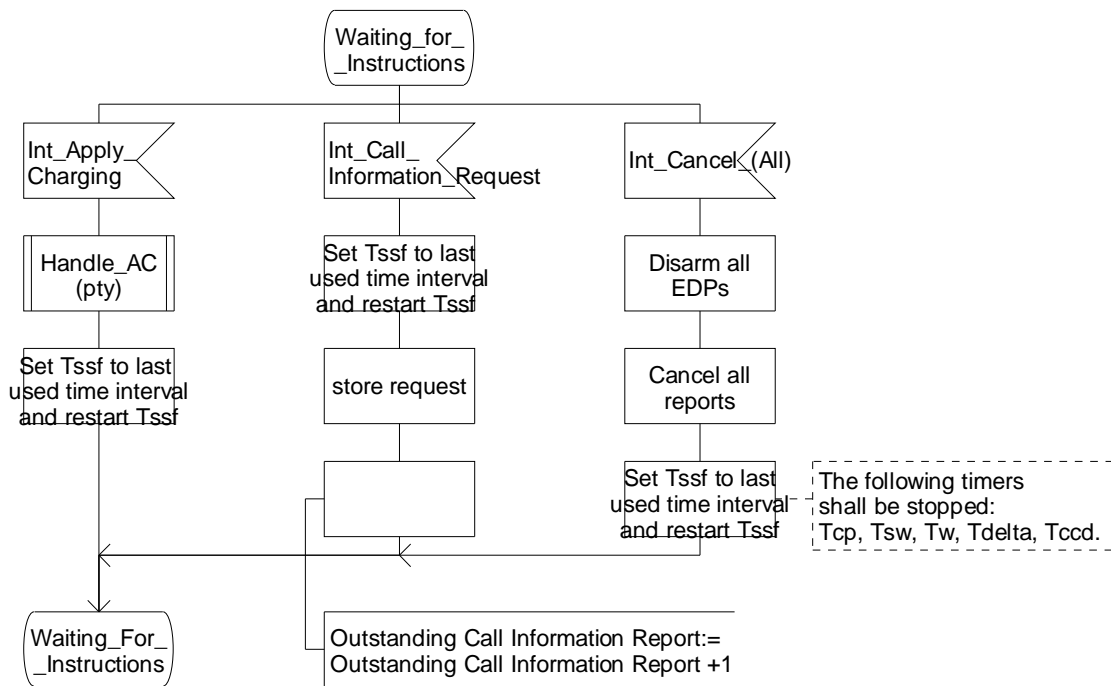 Waiting_for_
_Instructions
Int_Apply_
Charging
Int_Call_
Information_Request
Int_Cancel_(All)
Handle_AC
(pty)
Set Tssf to last
used time interval
and restart Tssf
Disarm all
EDPs
Set Tssf to last
used time interval
and restart Tssf
store request
Cancel all
reports
Set Tssf to last
used time interval
and restart Tssf
The following timers
shall be stopped:
Tcp, Tsw, Tw, Tdelta, Tccd.
Waiting_For_
_Instructions
Outstanding Call Information Report:=
Outstanding Call Information Report +1